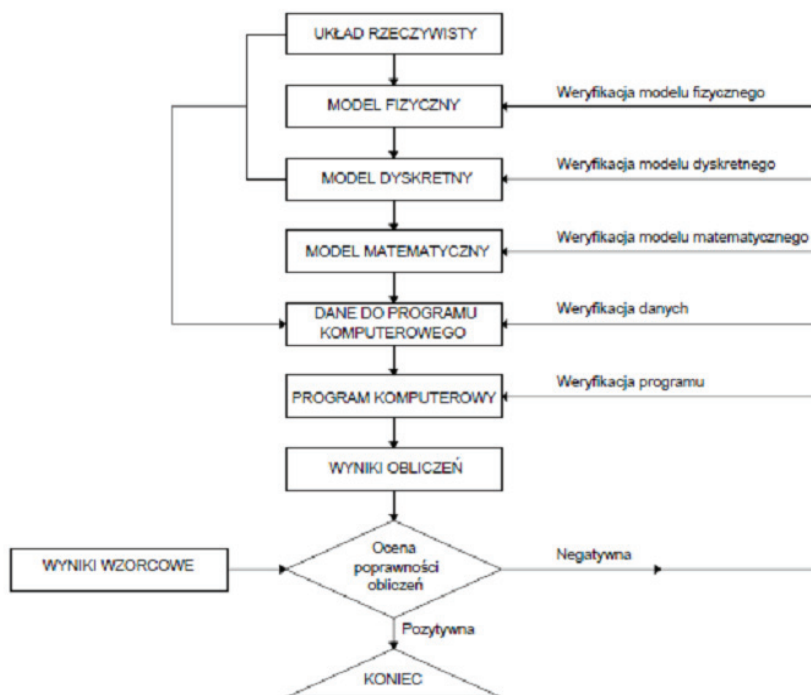 UKŁAD RZECZYWISTY
MODEL FIZYCZNY
Weryfikacja modelu fizycznego
MODEL DYSKRETNY
Weryfikacja modelu dyskretnego
MODEL MATEMATYCZNY
Weryfikacja modelu matematycznego
DANE DO PROGRAMU
KOMPUTEROWEGO
Weryfikacja danych
PROGRAM KOMPUTEROWY
Weryfikacja programu
WYNIKI OBLICZEŃ
WYNIKI WZORCOWE
Ocena
poprawności
obliczeń
Negatywna
Pozytywna
KONIEC